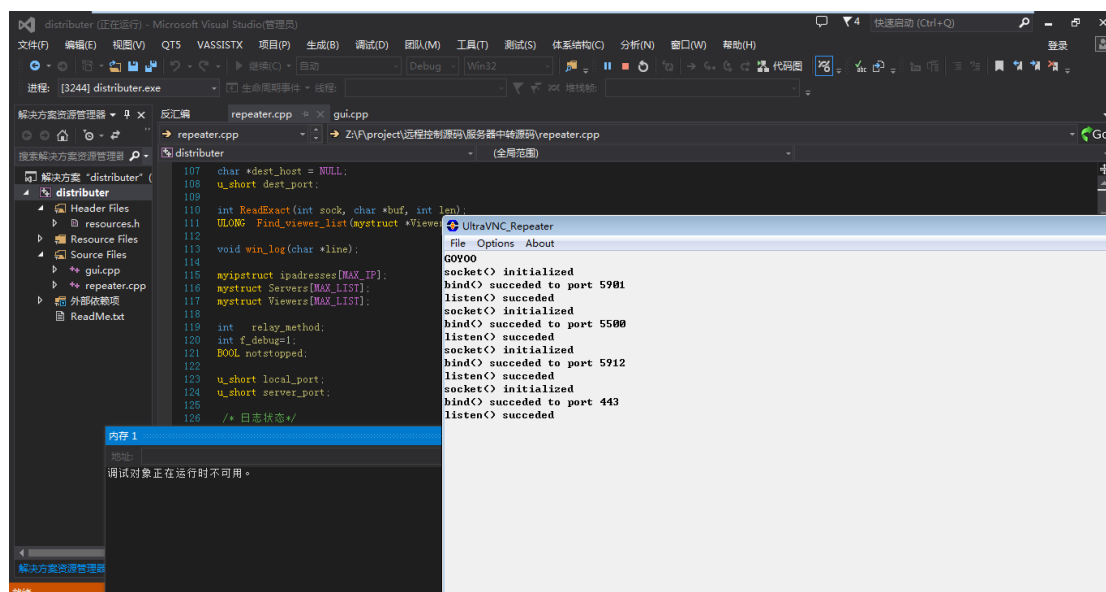 distributer (正在运行) - Microsoft Visual Studio(管理员)
4
快速启动 (Ctrl+Q)
文件(F) 编辑(E) 视图(V) QT5 VASSISTX 项目(P) 生成(B) 调试(D) 团队(M) 工具(T) 测试(S) 体系结构(C) 分析(N) 窗口(W) 帮助(H)
登录
继续(C) 自动 Debug Win32 代码图
进程: [3244] distributer.exe 生命周期事件 线程: 堆栈帧:
解决方案资源管理器
反汇编 repeater.cpp gui.cpp
repeater.cpp Z:\F\project\远程控制源码\服务器中转源码\repeater.cpp Go
搜索解决方案资源管理器
distributer (全局范围)
解决方案 "distributer" (
distributer
Header Files
resources.h
Resource Files
Source Files
gui.cpp
repeater.cpp
外部依赖项
ReadMe.txt
107 char *dest_host = NULL;
108 u_short dest_port;
109
110 int ReadExact(int sock, char *buf, int len);
111 ULONG Find_viewer_list(mystruct *Viewe
112
113 void win_log(char *line);
114
115 myipstruct ipadresses[MAX_IP];
116 mystruct Servers[MAX_LIST];
117 mystruct Viewers[MAX_LIST];
118
119 int relay_method;
120 int f_debug=1;
121 BOOL notstopped;
122
123 u_short local_port;
124 u_short server_port;
125
126 /* 日志状态*/
UltraVNC_Repeater
File Options About
GOYOO
socket() initialized
bind() succeded to port 5901
listen() succeded
socket() initialized
bind() succeded to port 5500
listen() succeded
socket() initialized
bind() succeded to port 5912
listen() succeded
socket() initialized
bind() succeded to port 443
listen() succeded
内存 1
地址:
调试对象正在运行时不可用。
解决方案资源管理器